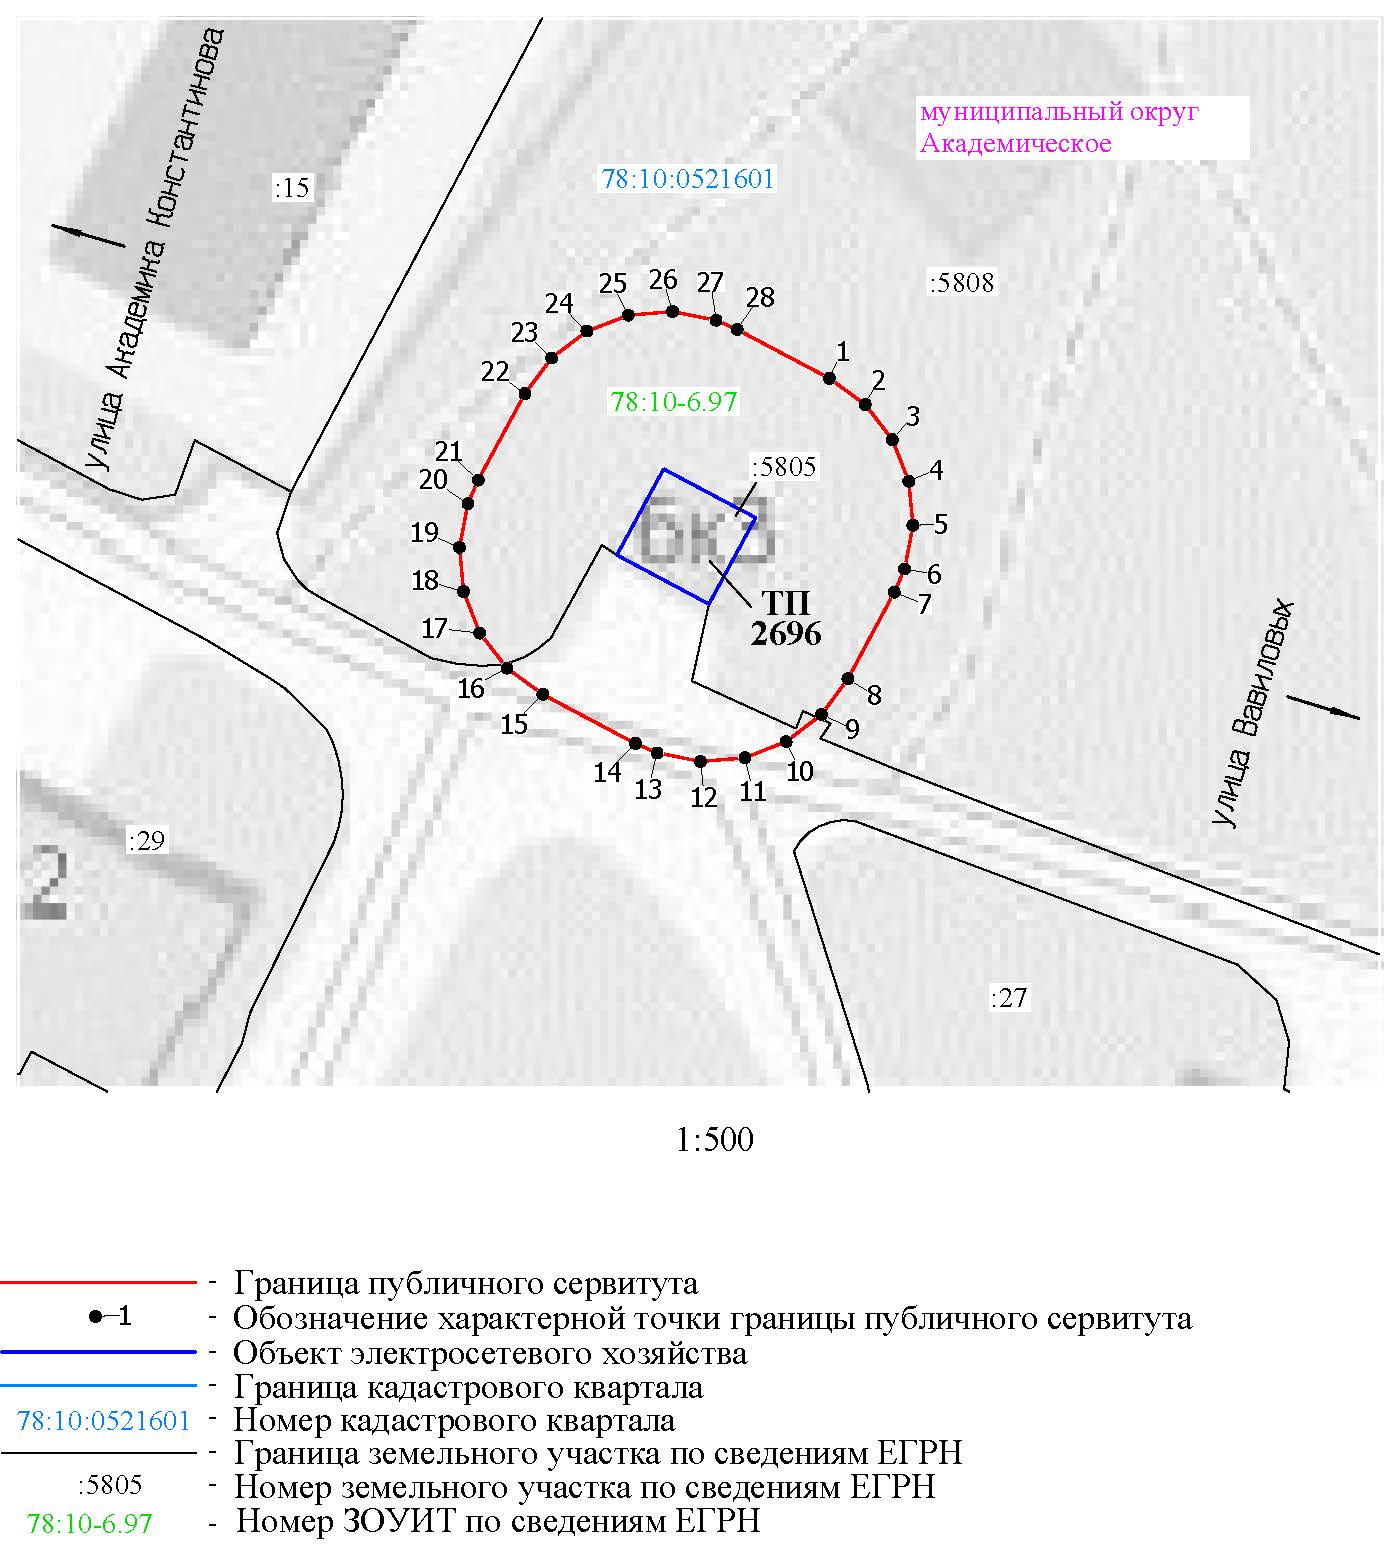 улица Академика Константинова
муниципальный округ
Академическое
78:10:0521601
:15
:5808
25
26
27
28
24
23
22
1
2
3
78:10-6.97
21
20
:5805
4
5
19
18
6
7
6к3
ТП
2696
17
16
15
8
9
улица Вавиловых
14
13
12
11
10
:29
2
:27
1:500
- Граница публичного сервитута
1 - Обозначение характерной точки границы публичного сервитута
- Объект электросетевого хозяйства
- Граница кадастрового квартала
78:10:0521601 - Номер кадастрового квартала
- Граница земельного участка по сведениям ЕГРН
:5805 - Номер земельного участка по сведениям ЕГРН
78:10-6.97 - Номер ЗОУИТ по сведениям ЕГРН